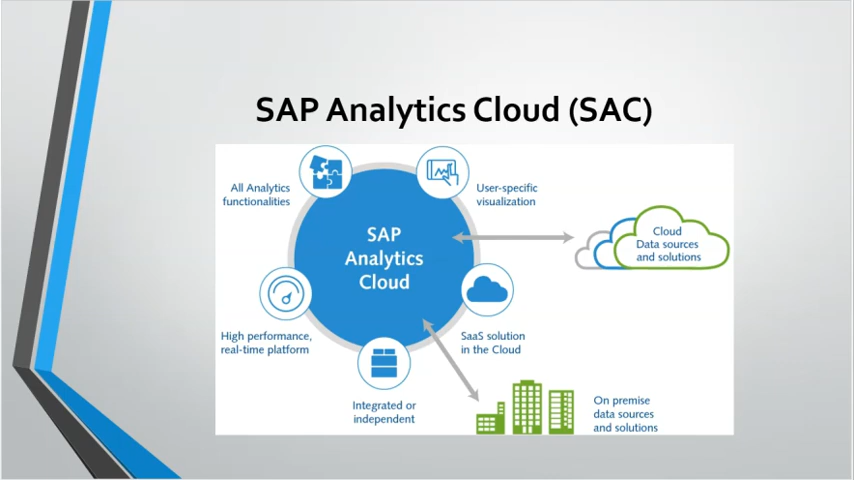 SAP Analytics Cloud (SAC)
All Analytics
functionalities
User-specific
visualization
SAP
Analytics
Cloud
Cloud
Data sources
and solutions
High performance,
real-time platform
SaaS solution
in the Cloud
Integrated or
independent
On premise
data sources
and solutions